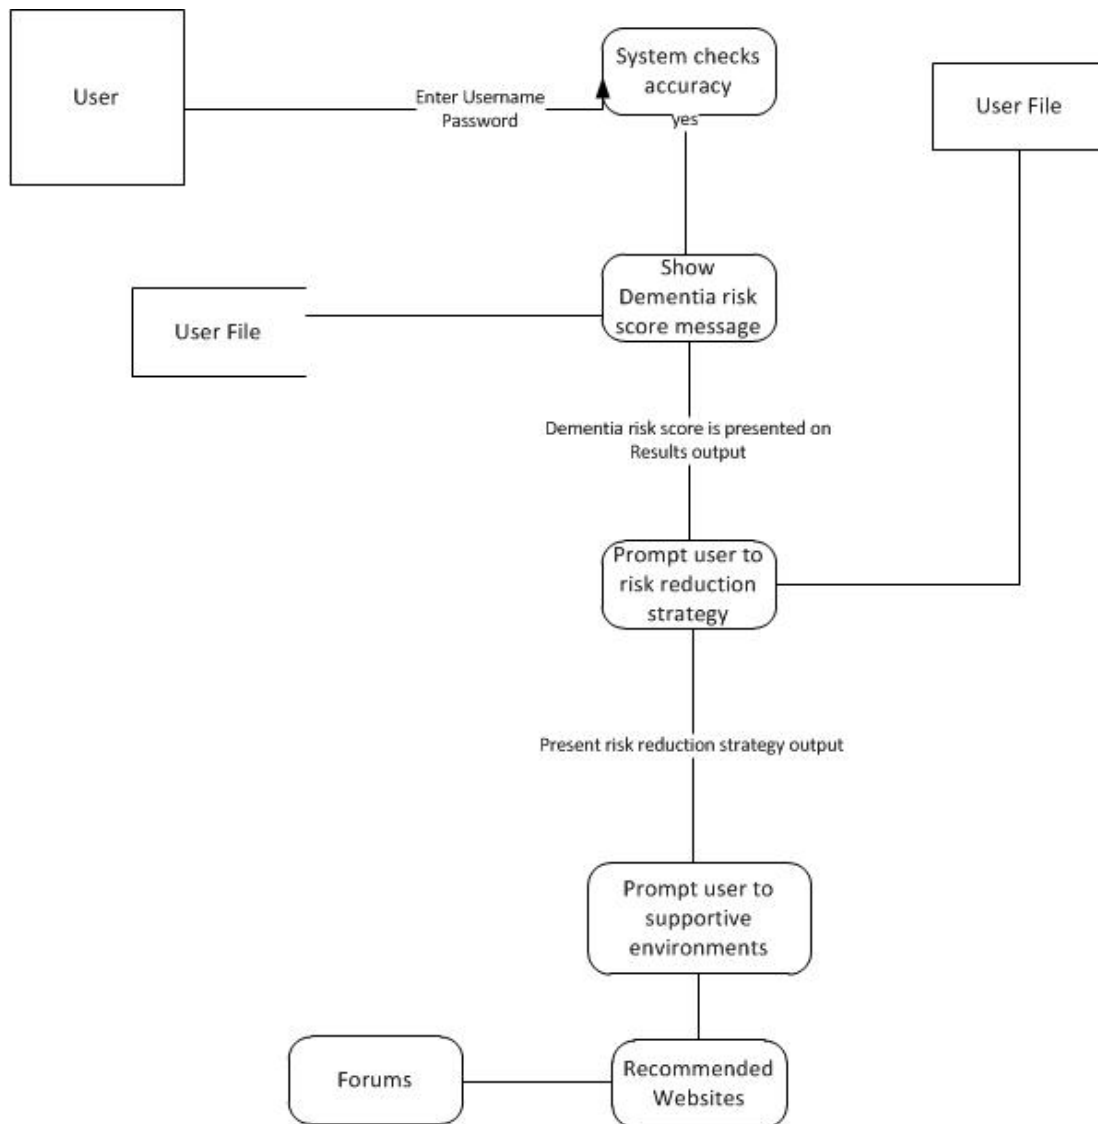 System checks
accuracy
User
User File
Enter Username
Password
yes
Show
Dementia risk
score message
User File
Dementia risk score is presented on
Results output
Prompt user to
risk reduction
strategy
Present risk reduction strategy output
Prompt user to
supportive
environments
Forums
Recommended
Websites